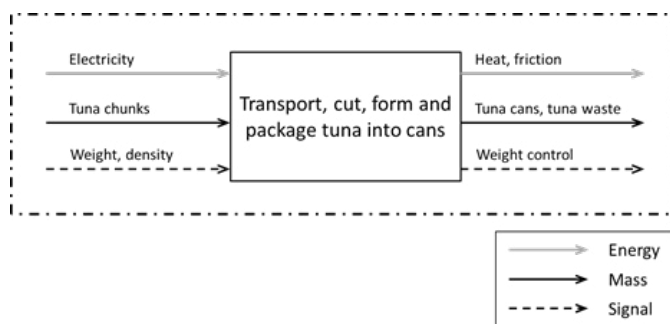 Electricity
Heat, friction
Tuna chunks
Transport, cut, form and
package tuna into cans
Tuna cans, tuna waste
Weight, density
Weight control
Energy
Mass
Signal